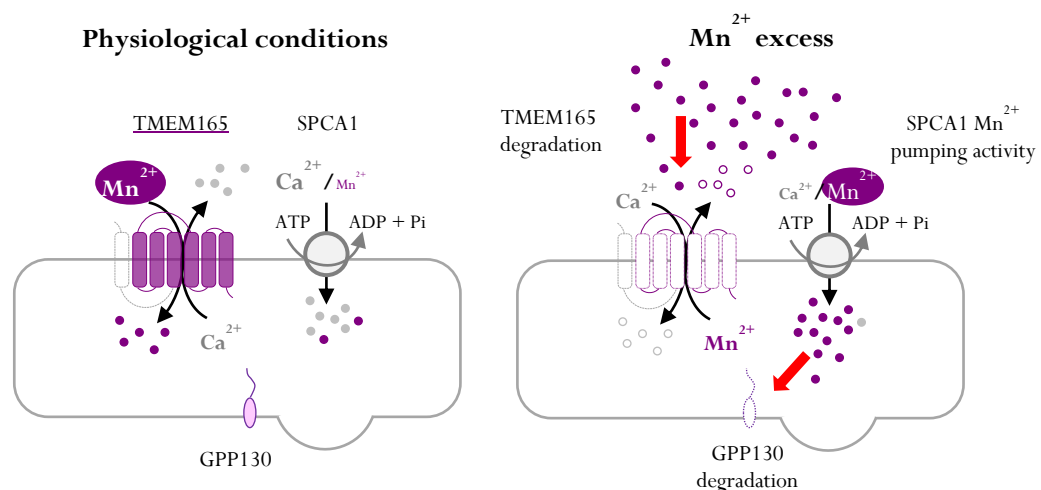 Physiological conditions
TMEM165
SPCA1
Mn2+
Ca2+ / Mn2+
ATP
ADP + Pi
Ca2+
GPP130
Mn2+ excess
TMEM165
degradation
SPCA1 Mn2+
pumping activity
Ca2+
Ca2+ / Mn2+
ATP
ADP + Pi
Mn2+
GPP130
degradation